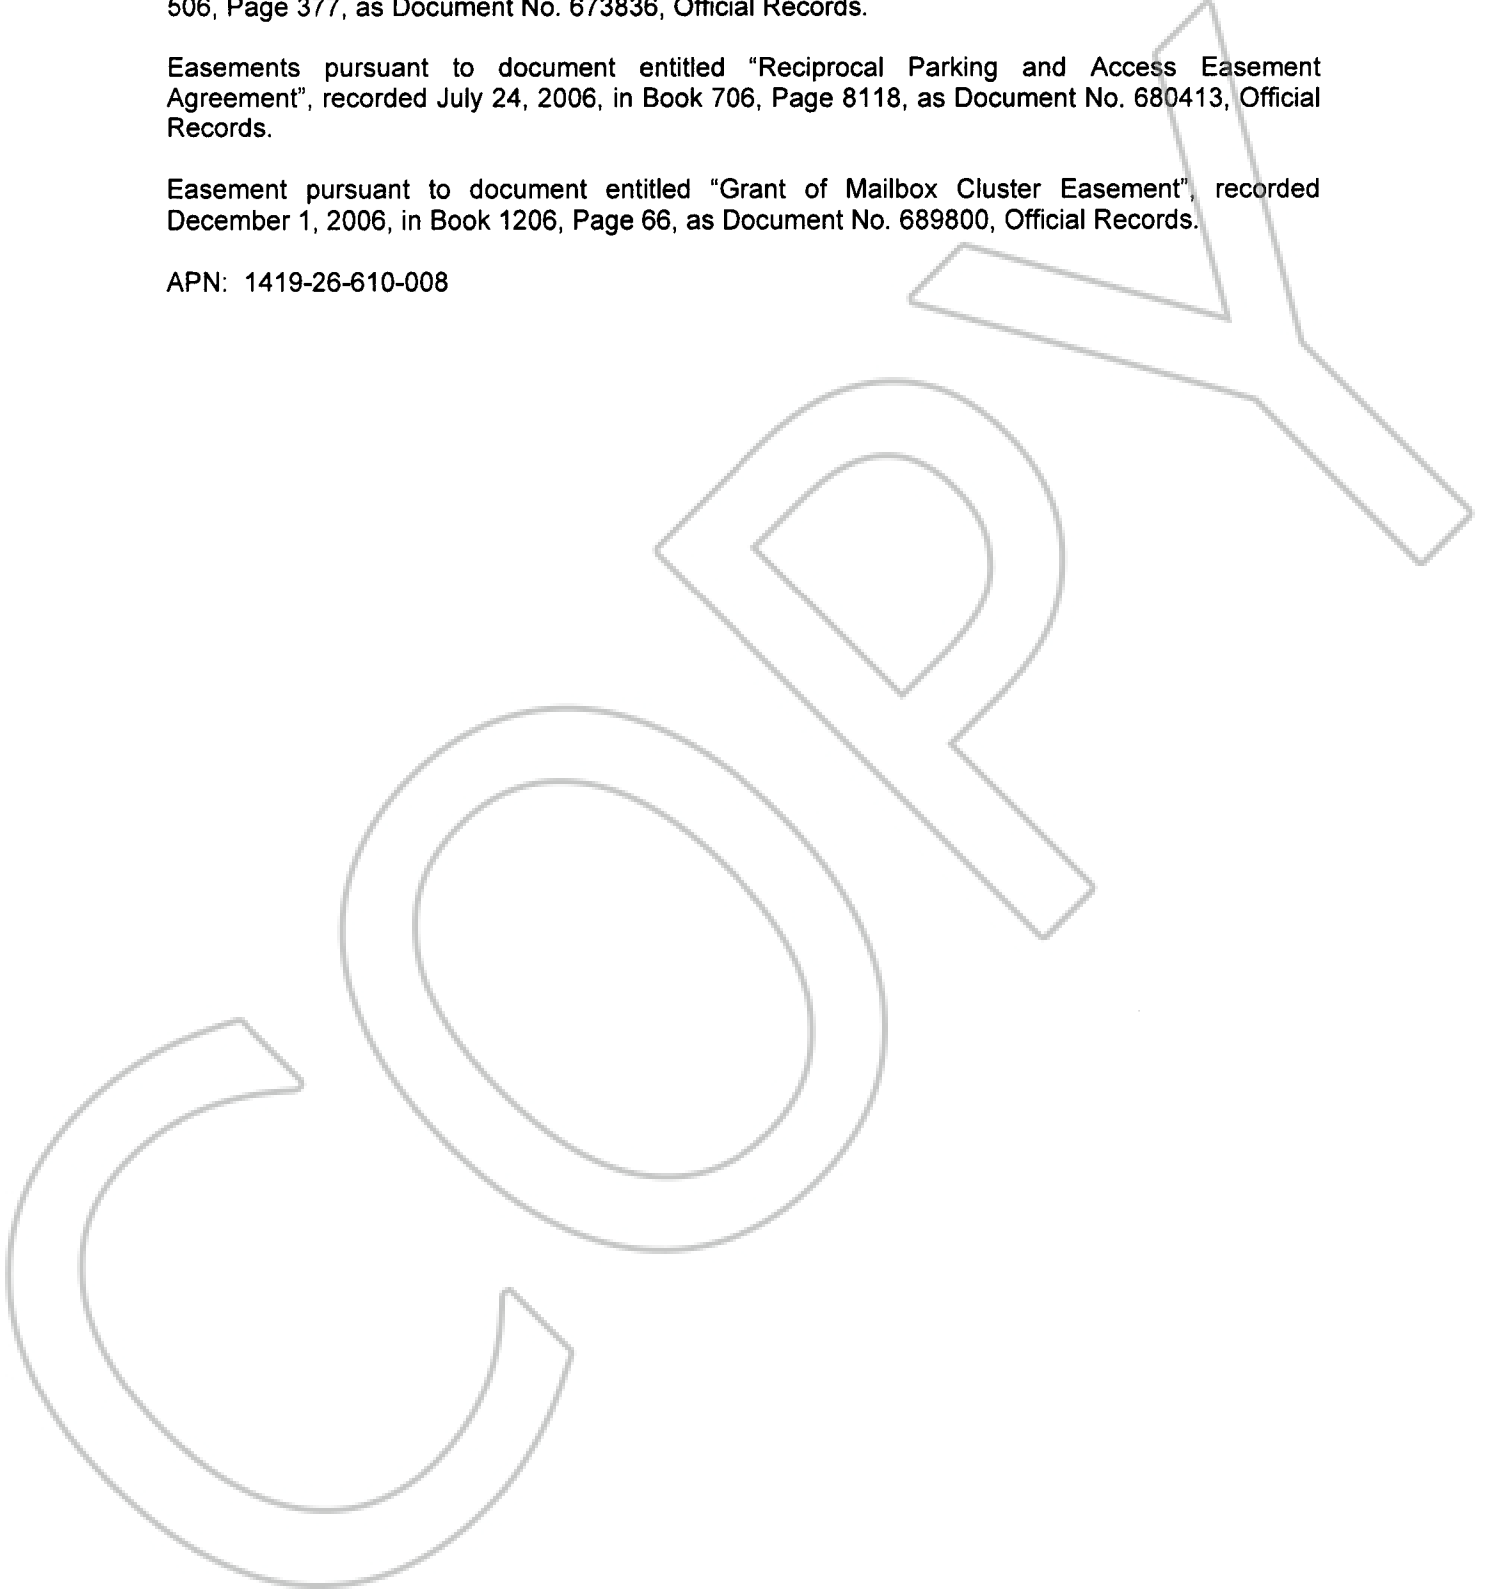 506, Page 377, as Document No. 673836, Official Records.
Easements pursuant to document entitled “Reciprocal Parking and Access Easement
Agreement”, recorded July 24, 2006, in Book 706, Page 8118, as Document No. 680413, Official
Records.
Easement pursuant to document entitled “Grant of Mailbox Cluster Easement”, recorded
December 1, 2006, in Book 1206, Page 66, as Document No. 689800, Official Records.
APN: 1419-26-610-008
COPY